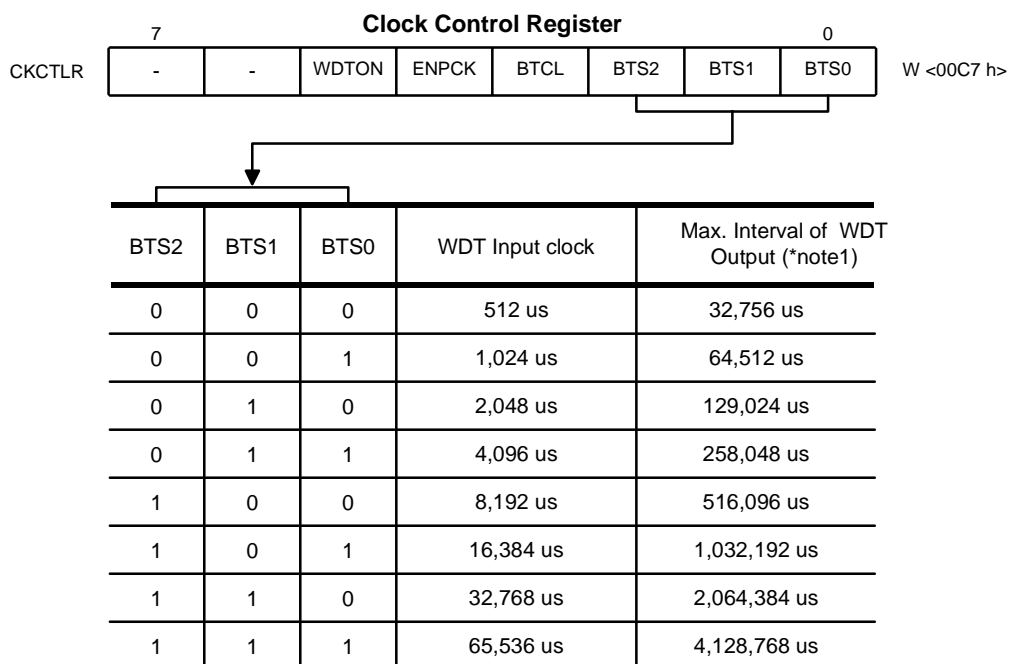 Clock Control Register
7 0
CKCTLR - - WDTON ENPCK BTCL BTS2 BTS1 BTS0 W <00C7 h>
BTS2 BTS1 BTS0 WDT Input clock Max. Interval of WDT
Output (*note1)
0 0 0 512 us 32,756 us
0 0 1 1,024 us 64,512 us
0 1 0 2,048 us 129,024 us
0 1 1 4,096 us 258,048 us
1 0 0 8,192 us 516,096 us
1 0 1 16,384 us 1,032,192 us
1 1 0 32,768 us 2,064,384 us
1 1 1 65,536 us 4,128,768 us